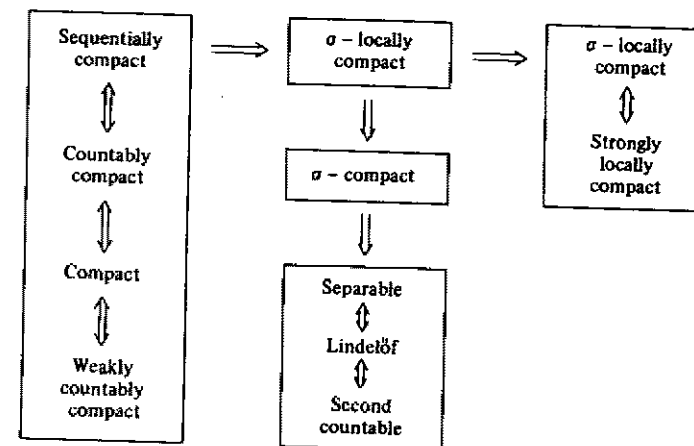 Sequentially
compact
Countably
compact
Compact
Weakly
countably
compact
σ – locally
compact
σ – compact
Separable
Lindelöf
Second
countable
σ – locally
compact
Strongly
locally
compact